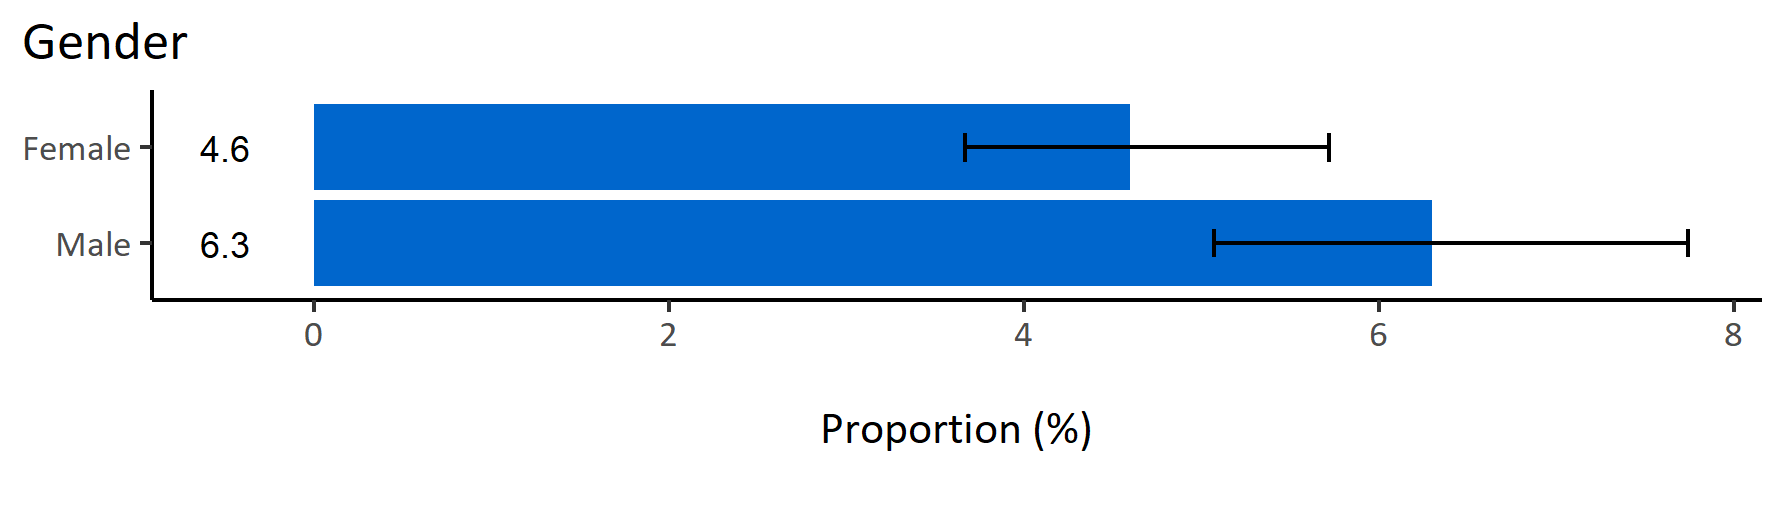 Gender
Female 4.6
Male 6.3
0 2 4 6 8
Proportion (%)